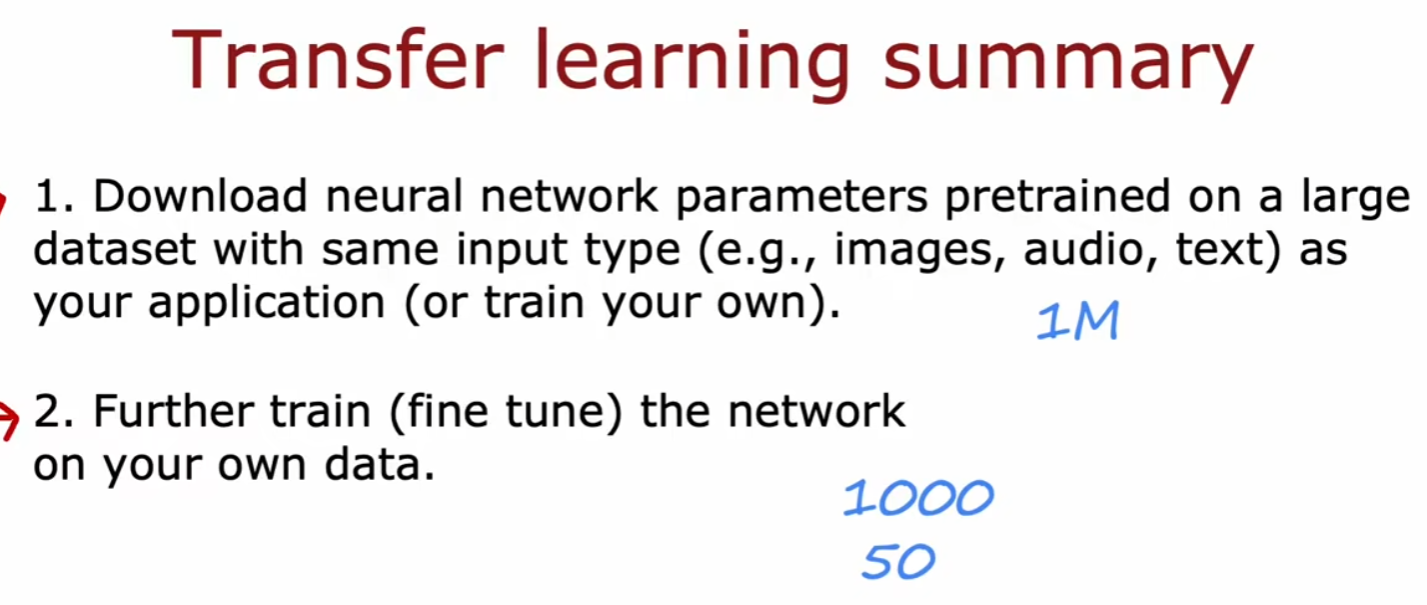 Transfer learning summary
1. Download neural network parameters pretrained on a large
dataset with same input type (e.g., images, audio, text) as
your application (or train your own).
1M
2. Further train (fine tune) the network
on your own data.
1000
50